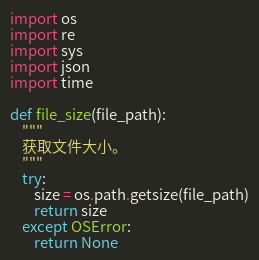 import os
import re
import sys
import json
import time

def file_size(file_path):
    """
    获取文件大小。
    """
    try:
        size = os.path.getsize(file_path)
        return size
    except OSError:
        return None